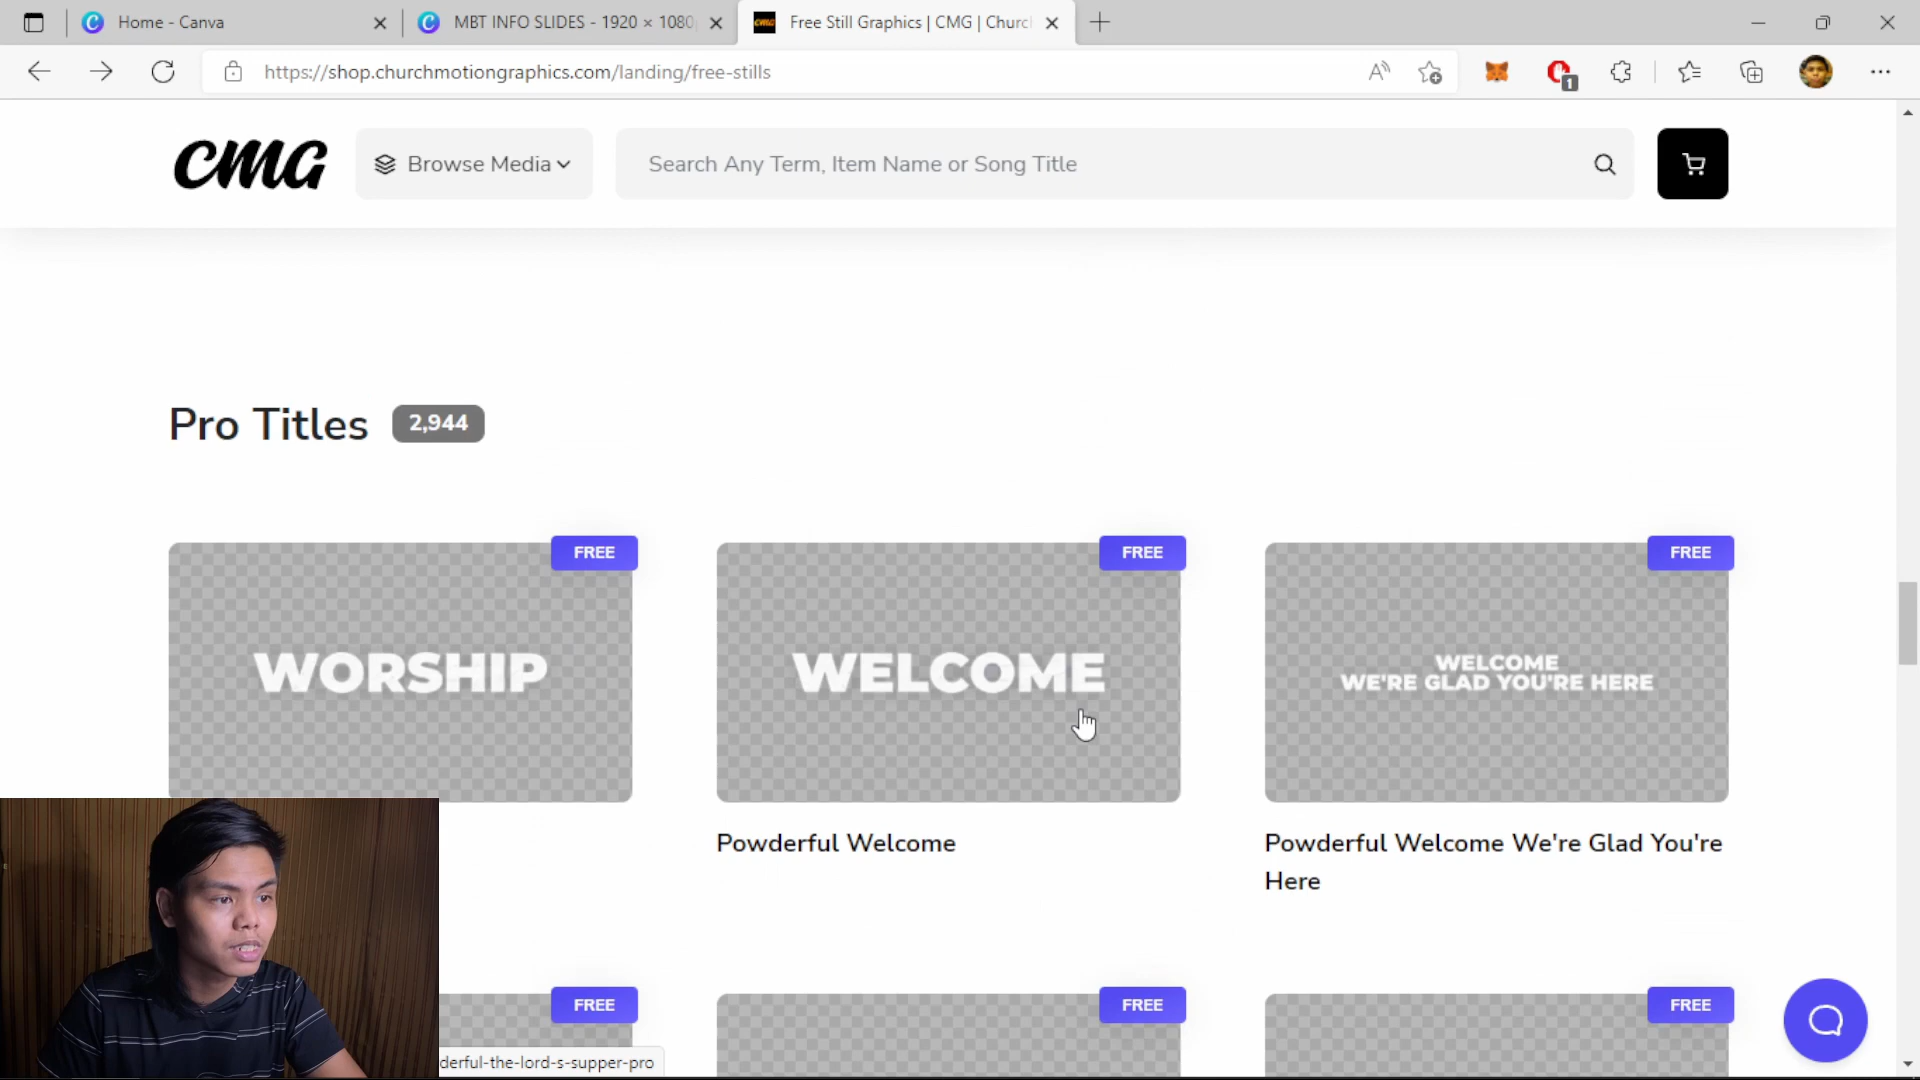 Home - Canva
MBT INFO SLIDES - 1920 × 1080
Free Still Graphics | CMG | Churc
https://shop.churchmotiongraphics.com/landing/free-stills
1
CMG
Browse Media
Search Any Term, Item Name or Song Title
Pro Titles 2,944
FREE
FREE
FREE
WORSHIP
WELCOME
WELCOME
WE'RE GLAD YOU'RE HERE
Powderful Welcome
Powderful Welcome We're Glad You're
Here
FREE
FREE
FREE
derful-the-lord-s-supper-pro